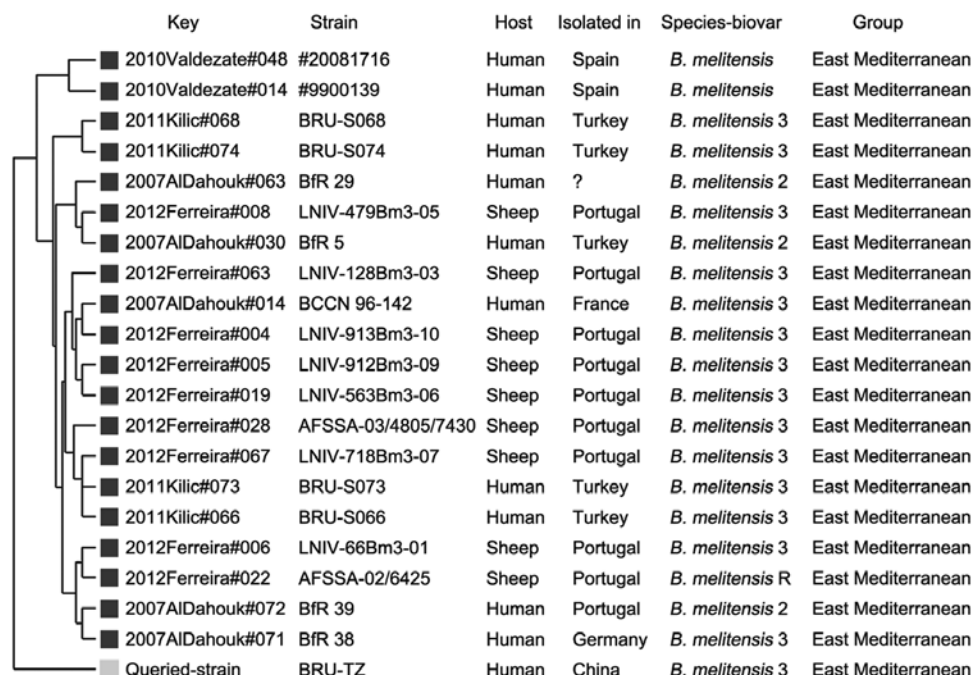 Key Strain Host Isolated in Species-biovar Group
2010Valdezate#048 #20081716 Human Spain B. melitensis East Mediterranean
2010Valdezate#014 #9900139 Human Spain B. melitensis East Mediterranean
2011Kilic#068 BRU-S068 Human Turkey B. melitensis 3 East Mediterranean
2011Kilic#074 BRU-S074 Human Turkey B. melitensis 3 East Mediterranean
2007AlDahouk#063 BfR 29 Human ? B. melitensis 2 East Mediterranean
2012Ferreira#008 LNIV-479Bm3-05 Sheep Portugal B. melitensis 3 East Mediterranean
2007AlDahouk#030 BfR 5 Human Turkey B. melitensis 2 East Mediterranean
2012Ferreira#063 LNIV-128Bm3-03 Sheep Portugal B. melitensis 3 East Mediterranean
2007AlDahouk#014 BCCN 96-142 Human France B. melitensis 3 East Mediterranean
2012Ferreira#004 LNIV-913Bm3-10 Sheep Portugal B. melitensis 3 East Mediterranean
2012Ferreira#005 LNIV-912Bm3-09 Sheep Portugal B. melitensis 3 East Mediterranean
2012Ferreira#019 LNIV-563Bm3-06 Sheep Portugal B. melitensis 3 East Mediterranean
2012Ferreira#028 AFSSA-03/4805/7430 Sheep Portugal B. melitensis 3 East Mediterranean
2012Ferreira#067 LNIV-718Bm3-07 Sheep Portugal B. melitensis 3 East Mediterranean
2011Kilic#073 BRU-S073 Human Turkey B. melitensis 3 East Mediterranean
2011Kilic#066 BRU-S066 Human Turkey B. melitensis 3 East Mediterranean
2012Ferreira#006 LNIV-66Bm3-01 Sheep Portugal B. melitensis 3 East Mediterranean
2012Ferreira#022 AFSSA-02/6425 Sheep Portugal B. melitensis R East Mediterranean
2007AlDahouk#072 BfR 39 Human Portugal B. melitensis 2 East Mediterranean
2007AlDahouk#071 BfR 38 Human Germany B. melitensis 3 East Mediterranean
Queried-strain BRU-TZ Human China B. melitensis 3 East Mediterranean